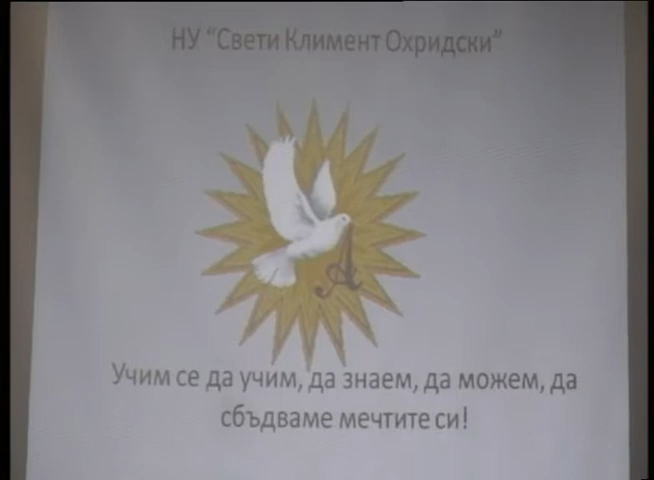 НУ “Свети Климент Охридски”
А
Учим се да учим, да знаем, да можем, да
сбъдваме мечтите си!